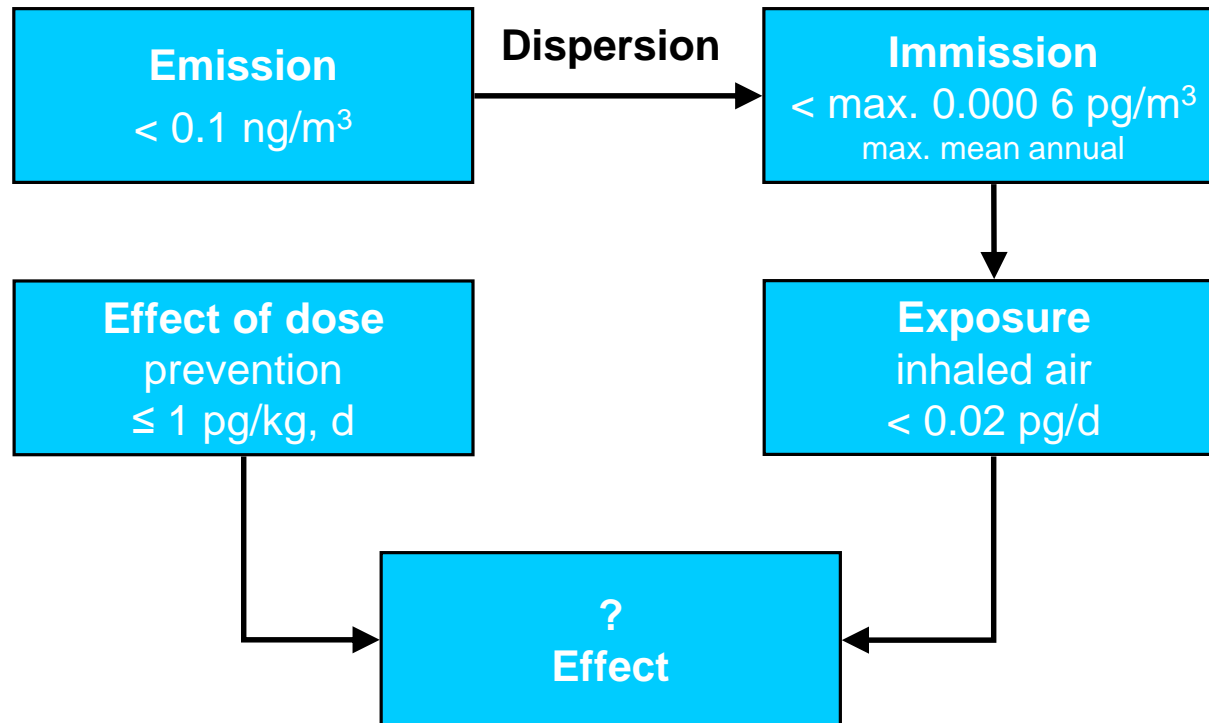 Emission
< 0.1 ng/m³
Dispersion
Immission
< max. 0.000 6 pg/m³
max. mean annual
Effect of dose
prevention
≤ 1 pg/kg, d
Exposure
inhaled air
< 0.02 pg/d
?
Effect